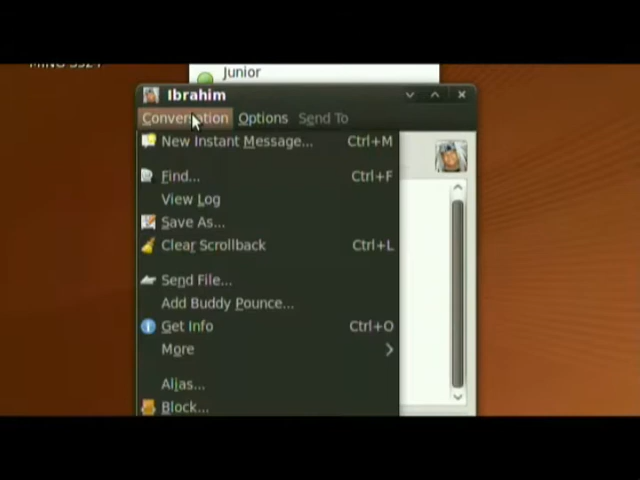 Junior
Ibrahim
Conversation Options Send To
New Instant Message... Ctrl+M
Find... Ctrl+F
View Log
Save As...
Clear Scrollback Ctrl+L
Send File...
Add Buddy Pounce...
Get Info Ctrl+O
More
Alias...
Block...